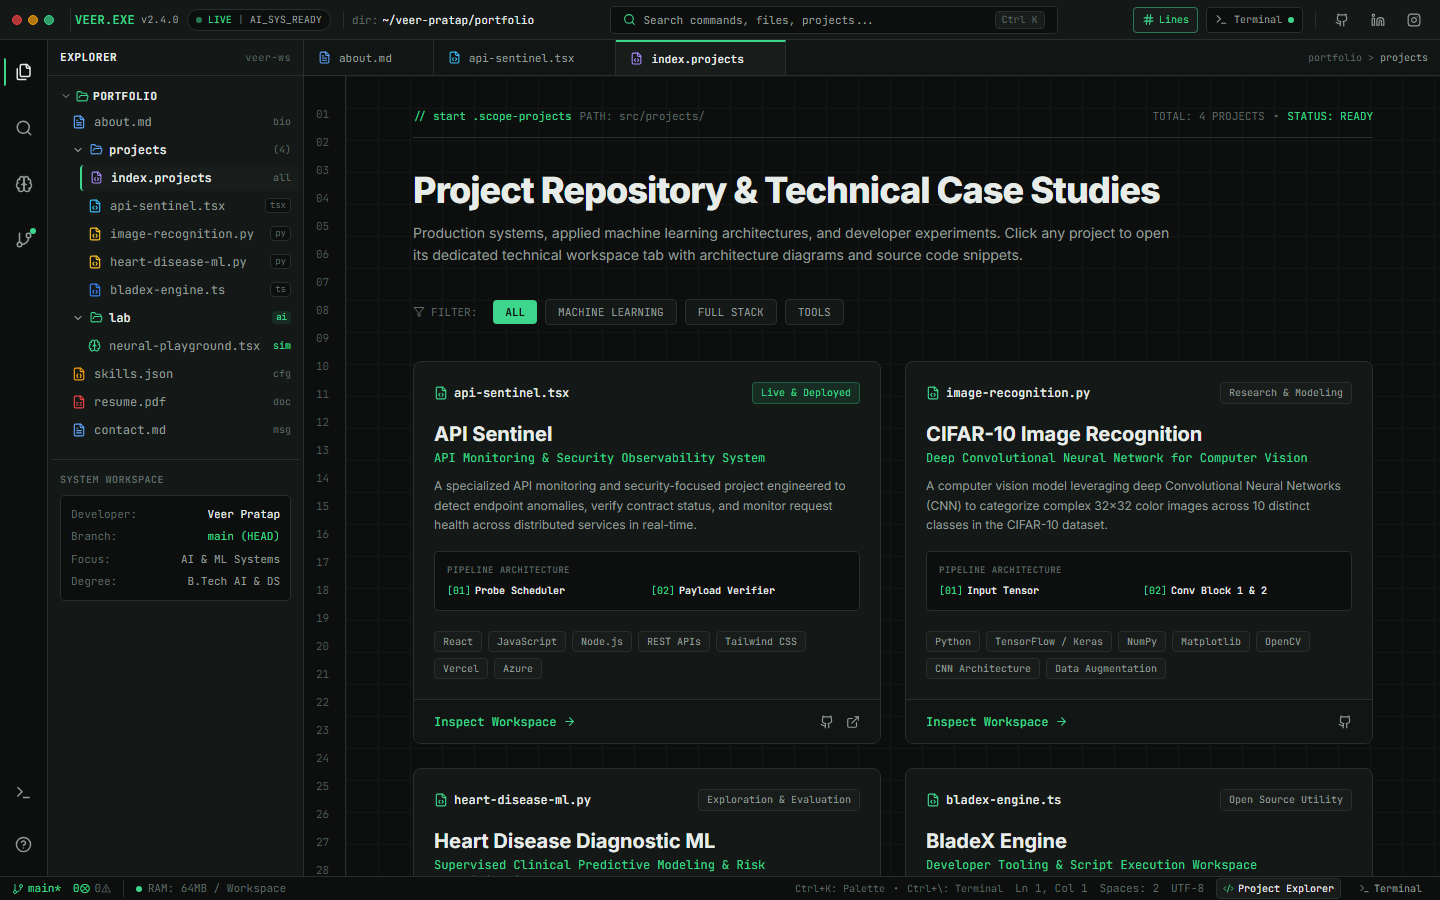 VEER.EXE v2.4.0 LIVE | AI_SYS_READY dir: ~/veer-pratap/portfolio Search commands, files, projects... Ctrl K Lines Terminal
EXPLORER veer-ws
about.md api-sentinel.tsx index.projects portfolio > projects
PORTFOLIO
about.md bio
projects (4)
index.projects all
api-sentinel.tsx tsx
image-recognition.py py
heart-disease-ml.py py
bladex-engine.ts ts
lab ai
neural-playground.tsx sim
skills.json cfg
resume.pdf doc
contact.md msg
SYSTEM WORKSPACE
Developer: Veer Pratap
Branch: main (HEAD)
Focus: AI & ML Systems
Degree: B.Tech AI & DS
01
02
03
04
05
06
07
08
09
10
11
12
13
14
15
16
17
18
19
20
21
22
23
24
25
26
27
28
// start .scope-projects PATH: src/projects/ TOTAL: 4 PROJECTS • STATUS: READY
Project Repository & Technical Case Studies
Production systems, applied machine learning architectures, and developer experiments. Click any project to open
its dedicated technical workspace tab with architecture diagrams and source code snippets.
FILTER: ALL MACHINE LEARNING FULL STACK TOOLS
api-sentinel.tsx Live & Deployed
API Sentinel
API Monitoring & Security Observability System
A specialized API monitoring and security-focused project engineered to
detect endpoint anomalies, verify contract status, and monitor request
health across distributed services in real-time.
PIPELINE ARCHITECTURE
[01] Probe Scheduler [02] Payload Verifier
React JavaScript Node.js REST APIs Tailwind CSS
Vercel Azure
Inspect Workspace →
image-recognition.py Research & Modeling
CIFAR-10 Image Recognition
Deep Convolutional Neural Network for Computer Vision
A computer vision model leveraging deep Convolutional Neural Networks
(CNN) to categorize complex 32×32 color images across 10 distinct
classes in the CIFAR-10 dataset.
PIPELINE ARCHITECTURE
[01] Input Tensor [02] Conv Block 1 & 2
Python TensorFlow / Keras NumPy Matplotlib OpenCV
CNN Architecture Data Augmentation
Inspect Workspace →
heart-disease-ml.py Exploration & Evaluation
Heart Disease Diagnostic ML
Supervised Clinical Predictive Modeling & Risk
bladex-engine.ts Open Source Utility
BladeX Engine
Developer Tooling & Script Execution Workspace
main* 0 0 RAM: 64MB / Workspace Ctrl+K: Palette • Ctrl+\: Terminal Ln 1, Col 1 Spaces: 2 UTF-8 Project Explorer Terminal